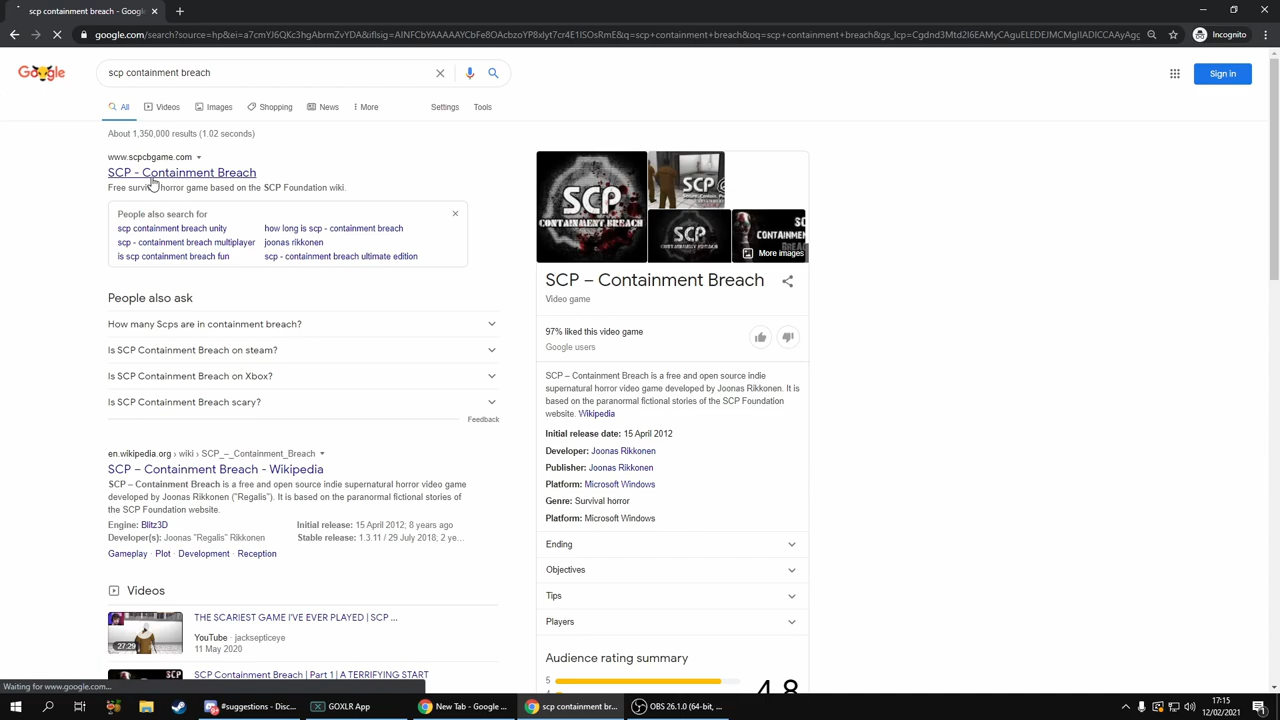 scp containment breach - Googl
google.com/search?hp&ei=a7cmYJ6QKc3hgAbrmZvYDA&iflsig=AINFCbYAAAAAYCbFe8OAcbzoYP8xlyt7cr4E1ISOsRmE&q=scp+containment+breach&oq=scp+containment+breach&gs_lcp=
Incognito
Google
scp containment breach
Sign in
All Videos Images Shopping News More Settings Tools
About 1,350,000 results (1.02 seconds)
www.scpcbgame.com
SCP - Containment Breach
Free survival horror game based on the SCP Foundation wiki.
People also search for
scp containment breach unity how long is scp - containment breach
scp - containment breach multiplayer joonas rikkonen
is scp containment breach fun scp - containment breach ultimate edition
People also ask
How many Scps are in containment breach?
Is SCP Containment Breach on steam?
Is SCP Containment Breach on Xbox?
Is SCP Containment Breach scary?
Feedback
en.wikipedia.org › wiki › SCP_–_Containment_Breach
SCP – Containment Breach - Wikipedia
SCP – Containment Breach is a free and open source indie supernatural horror video game
developed by Joonas Rikkonen ("Regalis"). It is based on the paranormal fictional stories of
the SCP Foundation website.
Engine: Blitz3D Initial release: 15 April 2012; 8 years ago
Developer(s): Joonas "Regalis" Rikkonen Stable release: 1.3.11 / 29 July 2018; 2 ye...
Gameplay · Plot · Development · Reception
Videos
27:29
THE SCARIEST GAME I'VE EVER PLAYED | SCP ...
YouTube · jacksepticeye
11 May 2020
SCP Containment Breach | Part 1 | A TERRIFYING START
SCP
CONTAINMENT BREACH
SCP
SCP
CONTAINM
More images
SCP – Containment Breach
Video game
97% liked this video game
Google users
SCP – Containment Breach is a free and open source indie
supernatural horror video game developed by Joonas Rikkonen. It is
based on the paranormal fictional stories of the SCP Foundation
website. Wikipedia
Initial release date: 15 April 2012
Developer: Joonas Rikkonen
Publisher: Joonas Rikkonen
Platform: Microsoft Windows
Genre: Survival horror
Platform: Microsoft Windows
Ending
Objectives
Tips
Players
Audience rating summary
5
4
4.8
Waiting for www.google.com...
#suggestions - Disc...
GOXLR App
New Tab - Google ...
scp containment br...
OBS 26.1.0 (64-bit, ...
17:15
12/02/2021